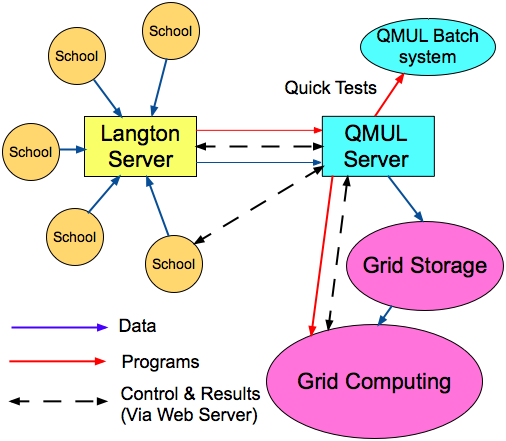 School
School
QMUL Batch
system
Quick Tests
School
Langton
Server
QMUL
Server
School
School
Grid Storage
Data
Programs
Control & Results
(Via Web Server)
Grid Computing